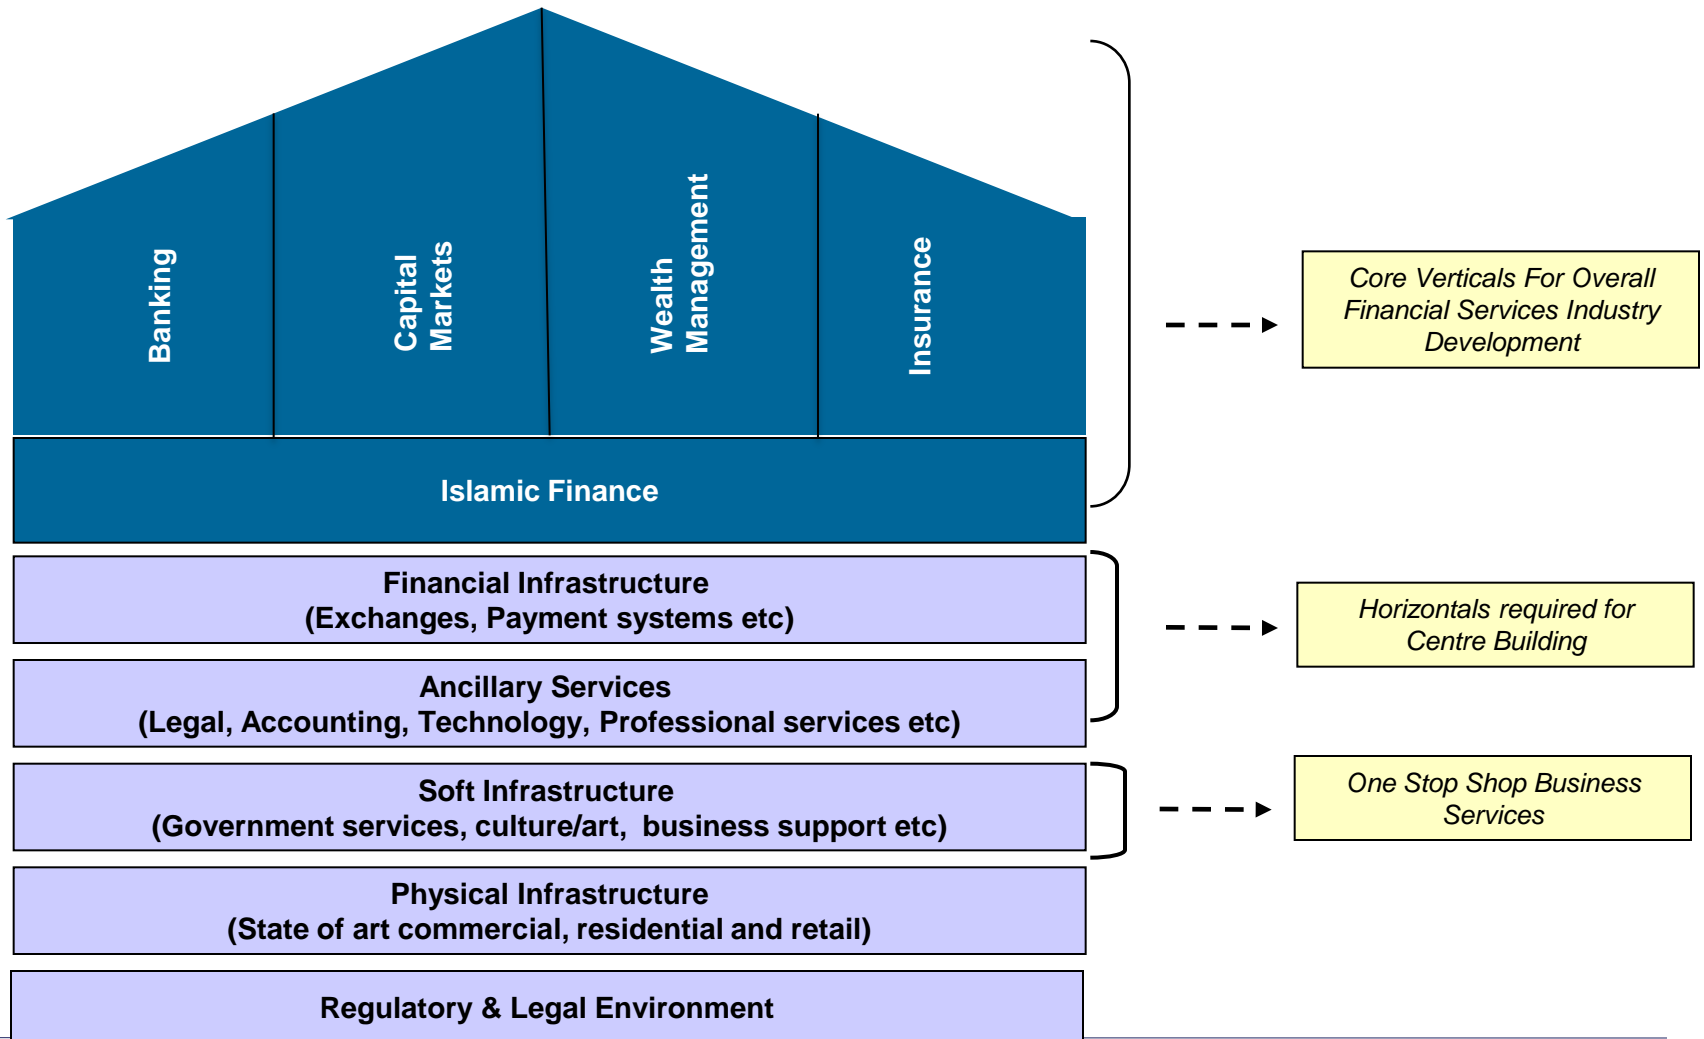 Banking
Capital
Markets
Wealth
Management
Insurance
Core Verticals For Overall
Financial Services Industry
Development
Islamic Finance
Financial Infrastructure
(Exchanges, Payment systems etc)
Horizontals required for
Centre Building
Ancillary Services
(Legal, Accounting, Technology, Professional services etc)
Soft Infrastructure
(Government services, culture/art,  business support etc)
One Stop Shop Business
Services
Physical Infrastructure
(State of art commercial, residential and retail)
Regulatory & Legal Environment